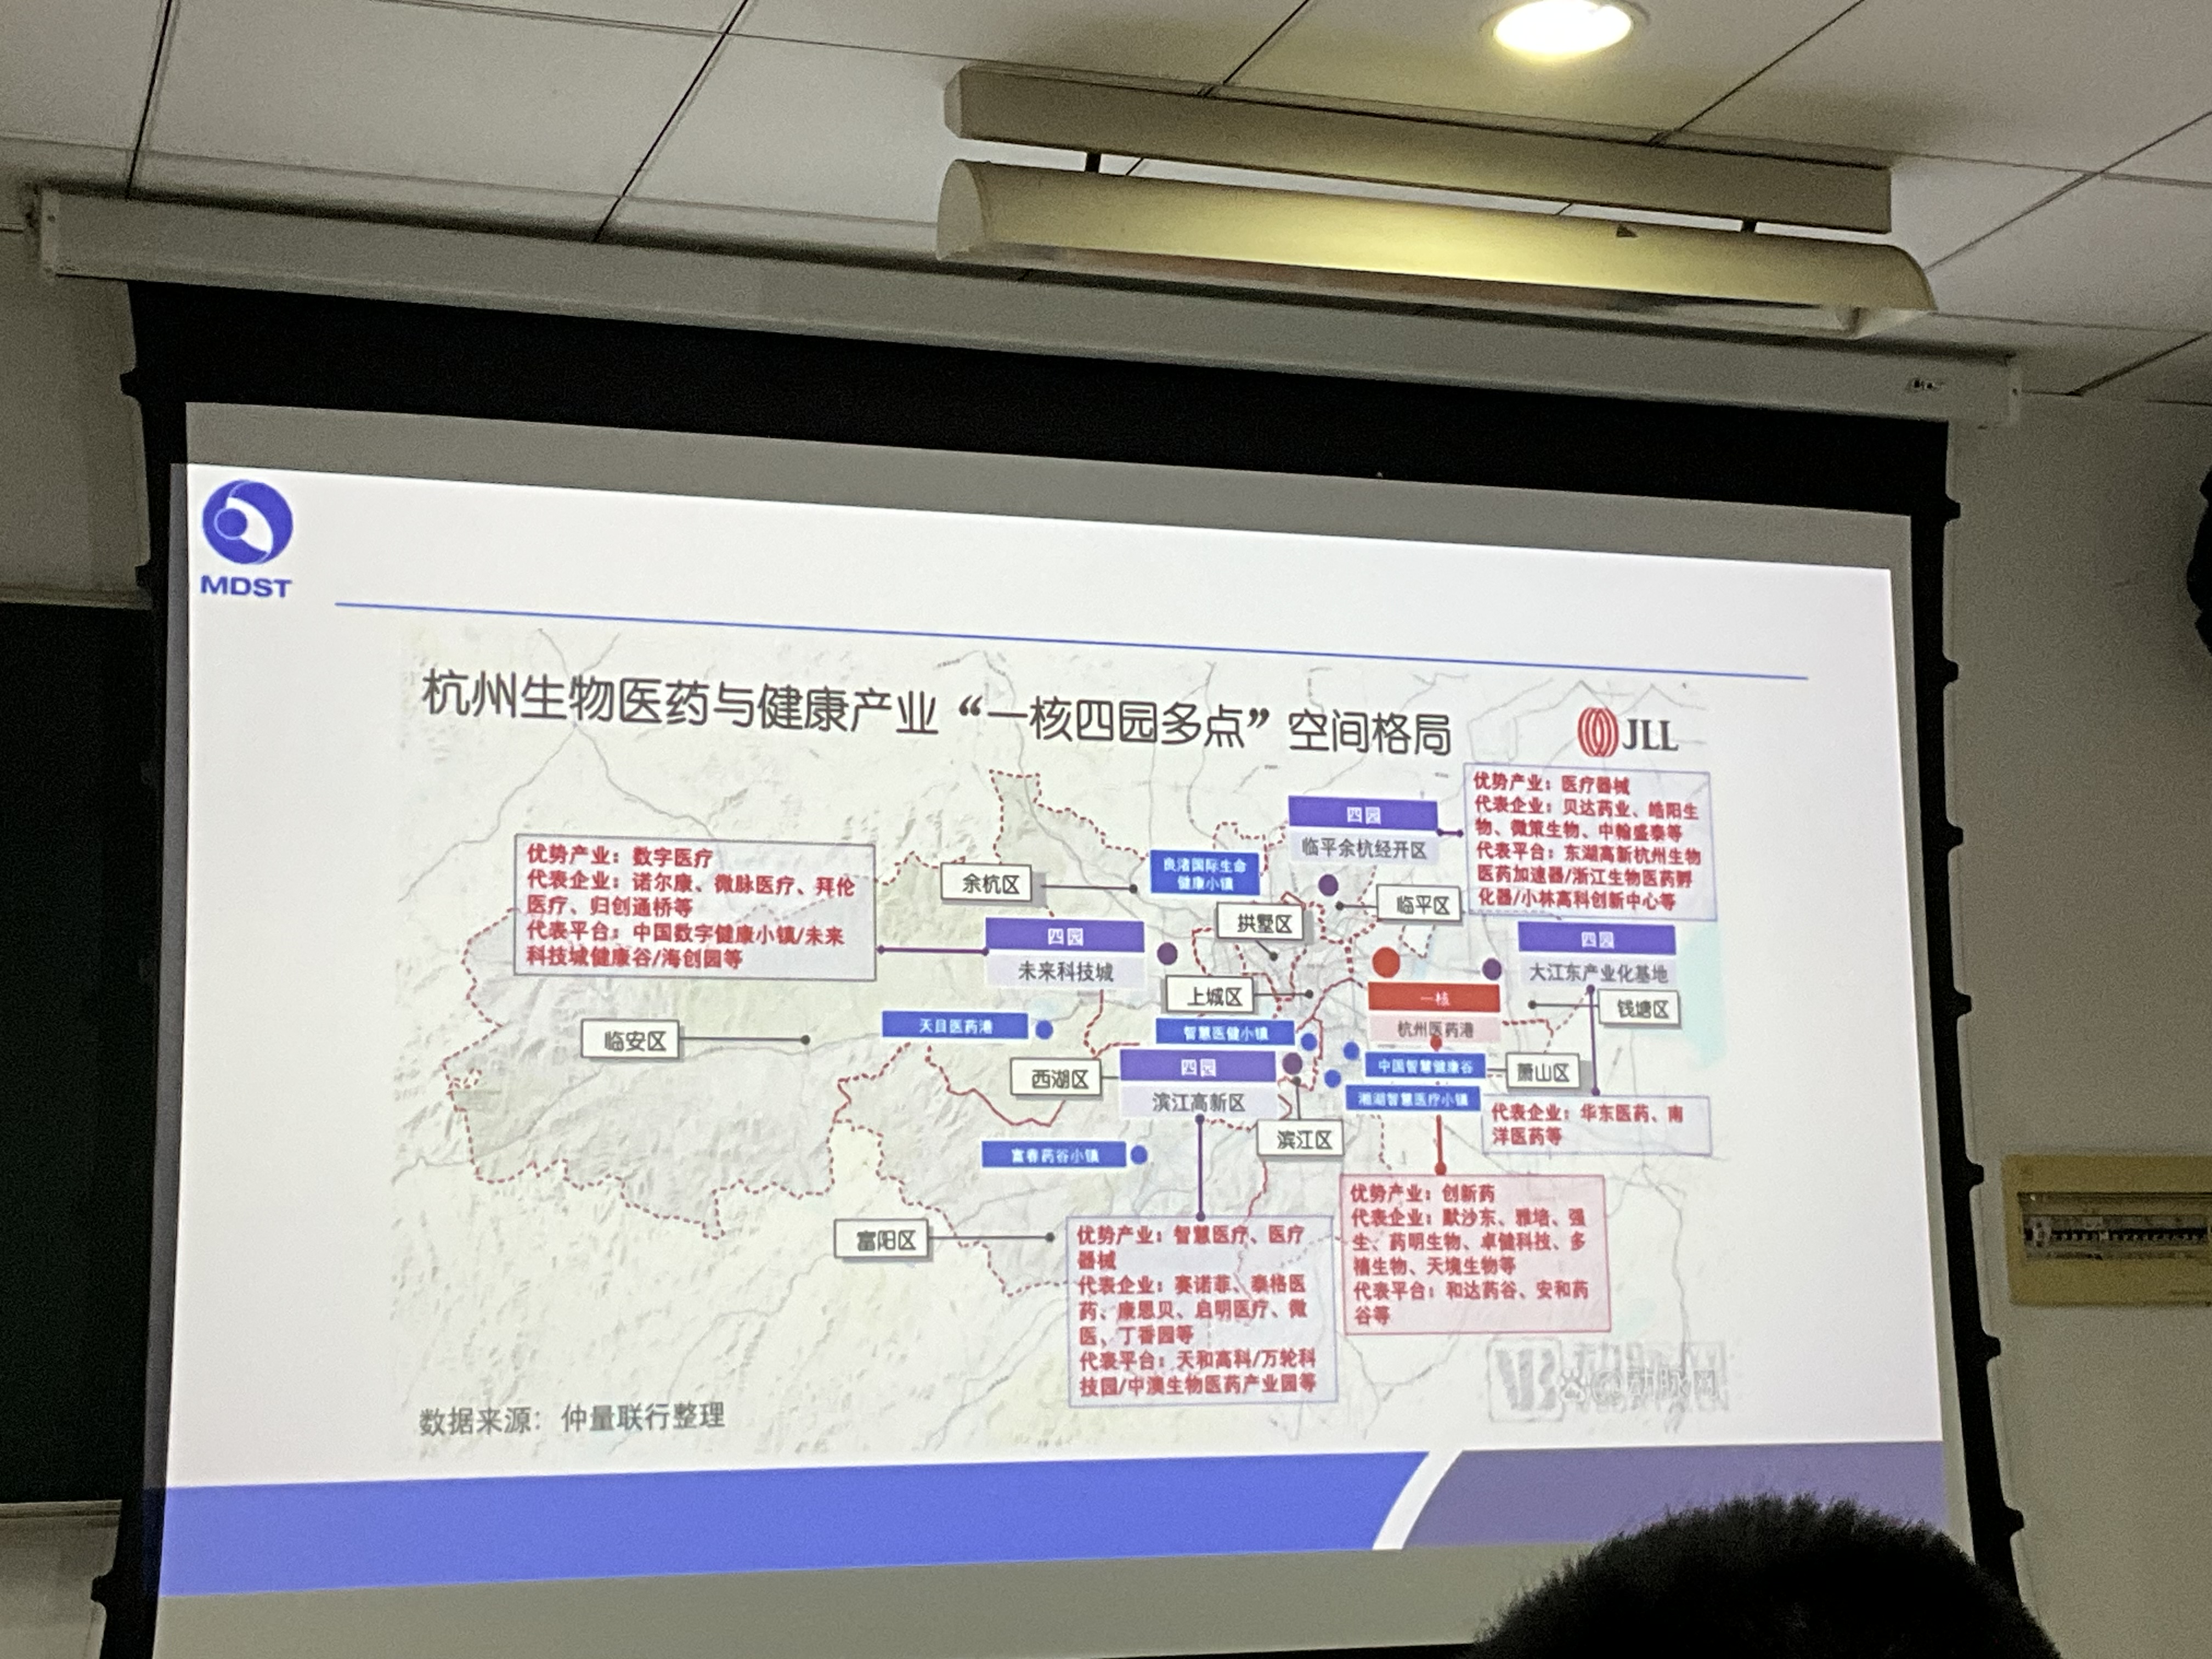 MDST
杭州生物医药与健康产业“一核四园多点”空间格局
JLL
优势产业：医疗器械
代表企业：贝达药业、皓阳生
物、微策生物、中翰盛泰等
代表平台：东湖高新杭州生物
医药加速器/浙江生物医药孵
化器/小林高科创新中心等
四园
临平余杭经开区
优势产业：数字医疗
代表企业：诺尔康、微脉医疗、拜伦
医疗、归创通桥等
代表平台：中国数字健康小镇/未来
科技城健康谷/海创园等
余杭区
良渚国际生命
健康小镇
临平区
拱墅区
四园
未来科技城
四园
大江东产业化基地
上城区
一核
杭州医药港
钱塘区
临安区
天目医药港
智慧医健小镇
西湖区
四园
滨江高新区
中国智慧健康谷
萧山区
湘湖智慧医疗小镇
代表企业：华东医药、南
洋医药等
滨江区
富春药谷小镇
富阳区
优势产业：智慧医疗、医疗
器械
代表企业：赛诺菲、泰格医
药、康恩贝、启明医疗、微
医、丁香园等
代表平台：天和高科/万轮科
技园/中澳生物医药产业园等
优势产业：创新药
代表企业：默沙东、雅培、强
生、药明生物、卓健科技、多
禧生物、天境生物等
代表平台：和达药谷、安和药
谷等
数据来源：仲量联行整理